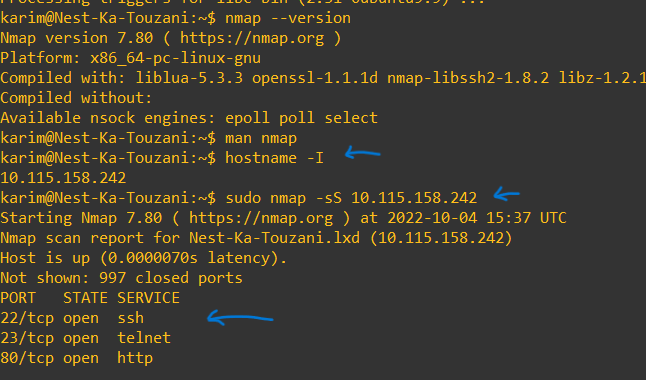 karim@Nest-Ka-Touzani:~$ nmap --version
Nmap version 7.80 ( https://nmap.org )
Platform: x86_64-pc-linux-gnu
Compiled with: liblua-5.3.3 openssl-1.1.1d nmap-libssh2-1.8.2 libz-1.2.1
Compiled without:
Available nsock engines: epoll poll select
karim@Nest-Ka-Touzani:~$ man nmap
karim@Nest-Ka-Touzani:~$ hostname -I
10.115.158.242
karim@Nest-Ka-Touzani:~$ sudo nmap -sS 10.115.158.242
Starting Nmap 7.80 ( https://nmap.org ) at 2022-10-04 15:37 UTC
Nmap scan report for Nest-Ka-Touzani.lxd (10.115.158.242)
Host is up (0.0000070s latency).
Not shown: 997 closed ports
PORT   STATE SERVICE
22/tcp open  ssh
23/tcp open  telnet
80/tcp open  http